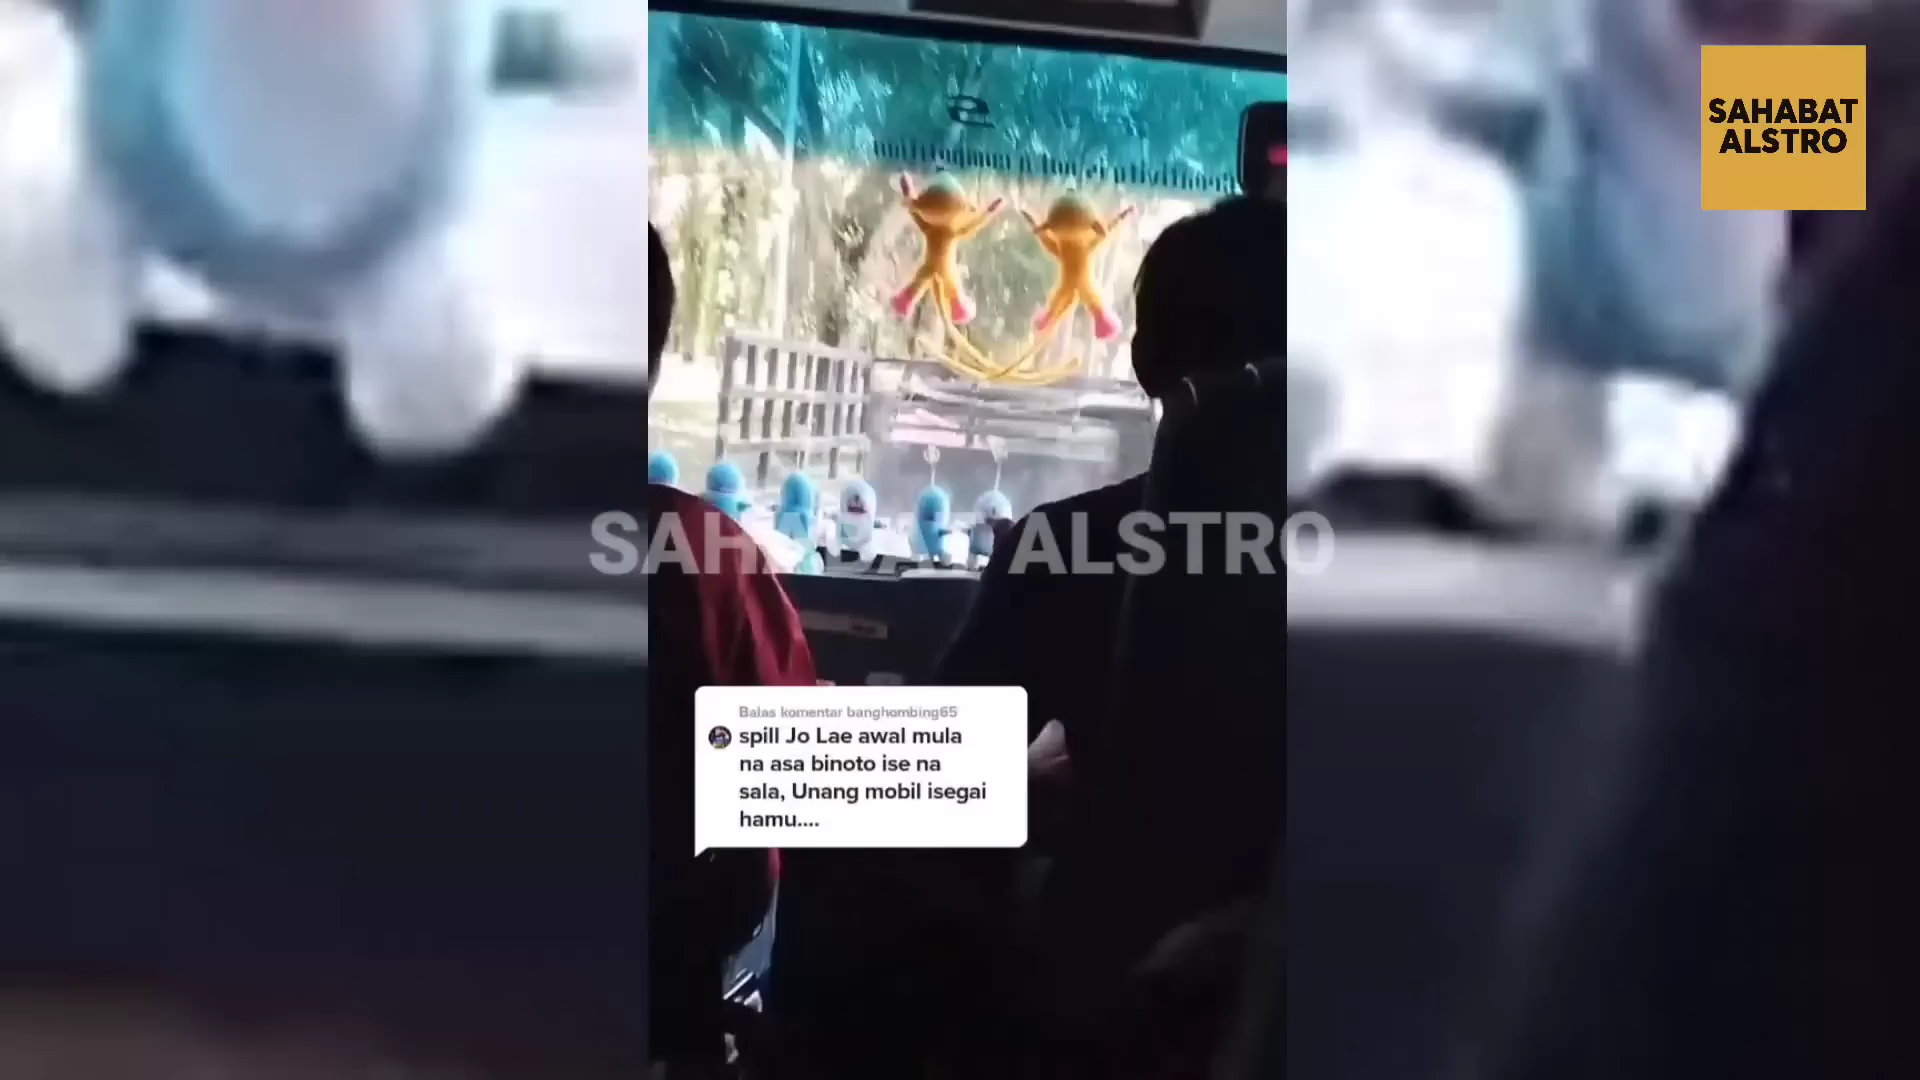 SAHABAT
ALSTRO
SAHABAT ALSTRO
Balas komentar banghombing65
spill Jo Lae awal mula
na asa binoto ise na
sala, Unang mobil isegai
hamu....